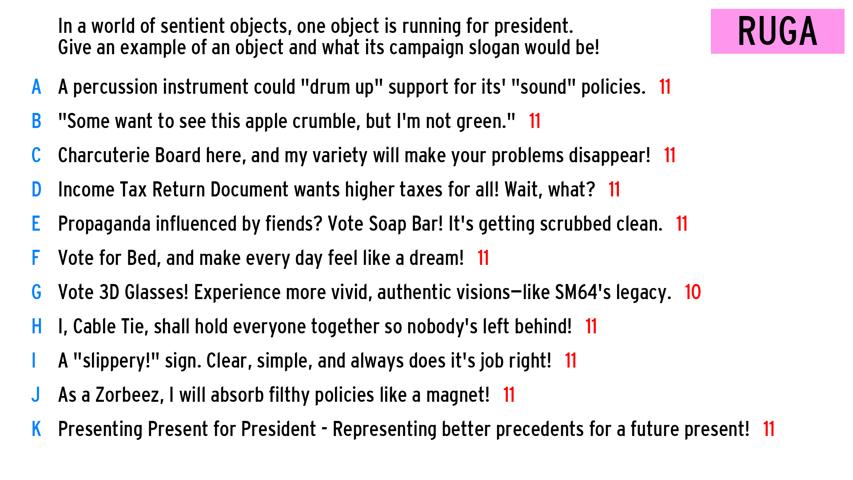 In a world of sentient objects, one object is running for president.
Give an example of an object and what its campaign slogan would be!
RUGA
A A percussion instrument could "drum up" support for its' "sound" policies. 11
B "Some want to see this apple crumble, but I'm not green." 11
C Charcuterie Board here, and my variety will make your problems disappear! 11
D Income Tax Return Document wants higher taxes for all! Wait, what? 11
E Propaganda influenced by fiends? Vote Soap Bar! It's getting scrubbed clean. 11
F Vote for Bed, and make every day feel like a dream! 11
G Vote 3D Glasses! Experience more vivid, authentic visions—like SM64's legacy. 10
H I, Cable Tie, shall hold everyone together so nobody's left behind! 11
I A "slippery!" sign. Clear, simple, and always does it's job right! 11
J As a Zorbeez, I will absorb filthy policies like a magnet! 11
K Presenting Present for President - Representing better precedents for a future present! 11